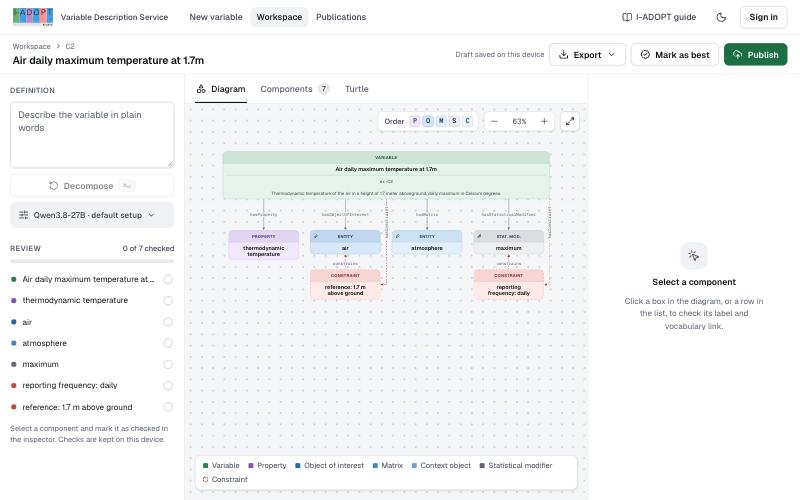 I-ADOPT
Variable Description Service
New variable
Workspace
Publications
I-ADOPT guide
Sign in
Workspace > C2
Air daily maximum temperature at 1.7m
Draft saved on this device
Export
Mark as best
Publish
DEFINITION
Describe the variable in plain
words
Decompose
Qwen3.8-27B · default setup
REVIEW
0 of 7 checked
Air daily maximum temperature at ...
thermodynamic temperature
air
atmosphere
maximum
reporting frequency: daily
reference: 1.7 m above ground
Select a component and mark it as checked in
the inspector. Checks are kept on this device.
Diagram
Components 7
Turtle
Order P O M S C
63%
VARIABLE
Air daily maximum temperature at 1.7m
ex:C2
Thermodynamic temperature of the air in a height of 1.7 meter aboveground, daily maximum in Celsium degrees.
hasProperty
hasObjectOfInterest
hasConstraint
hasMatrix
hasStatisticalModifier
hasConstraint
PROPERTY
thermodynamic
temperature
ENTITY
air
ENTITY
atmosphere
STAT. MOD.
maximum
constrains
constrains
CONSTRAINT
reference: 1.7 m
above ground
CONSTRAINT
reporting
frequency: daily
Variable
Property
Object of interest
Matrix
Context object
Statistical modifier
Constraint
Select a component
Click a box in the diagram, or a row in
the list, to check its label and
vocabulary link.